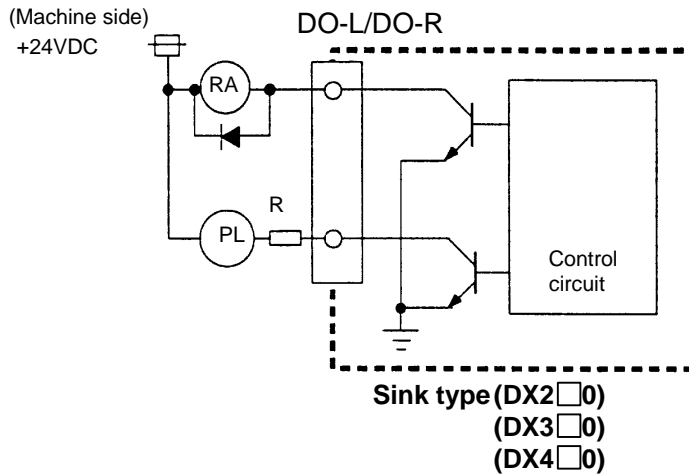 (Machine side)
+24VDC
DO-L/DO-R
RA
R
PL
Control
circuit
Sink type (DX2□0)
(DX3□0)
(DX4□0)